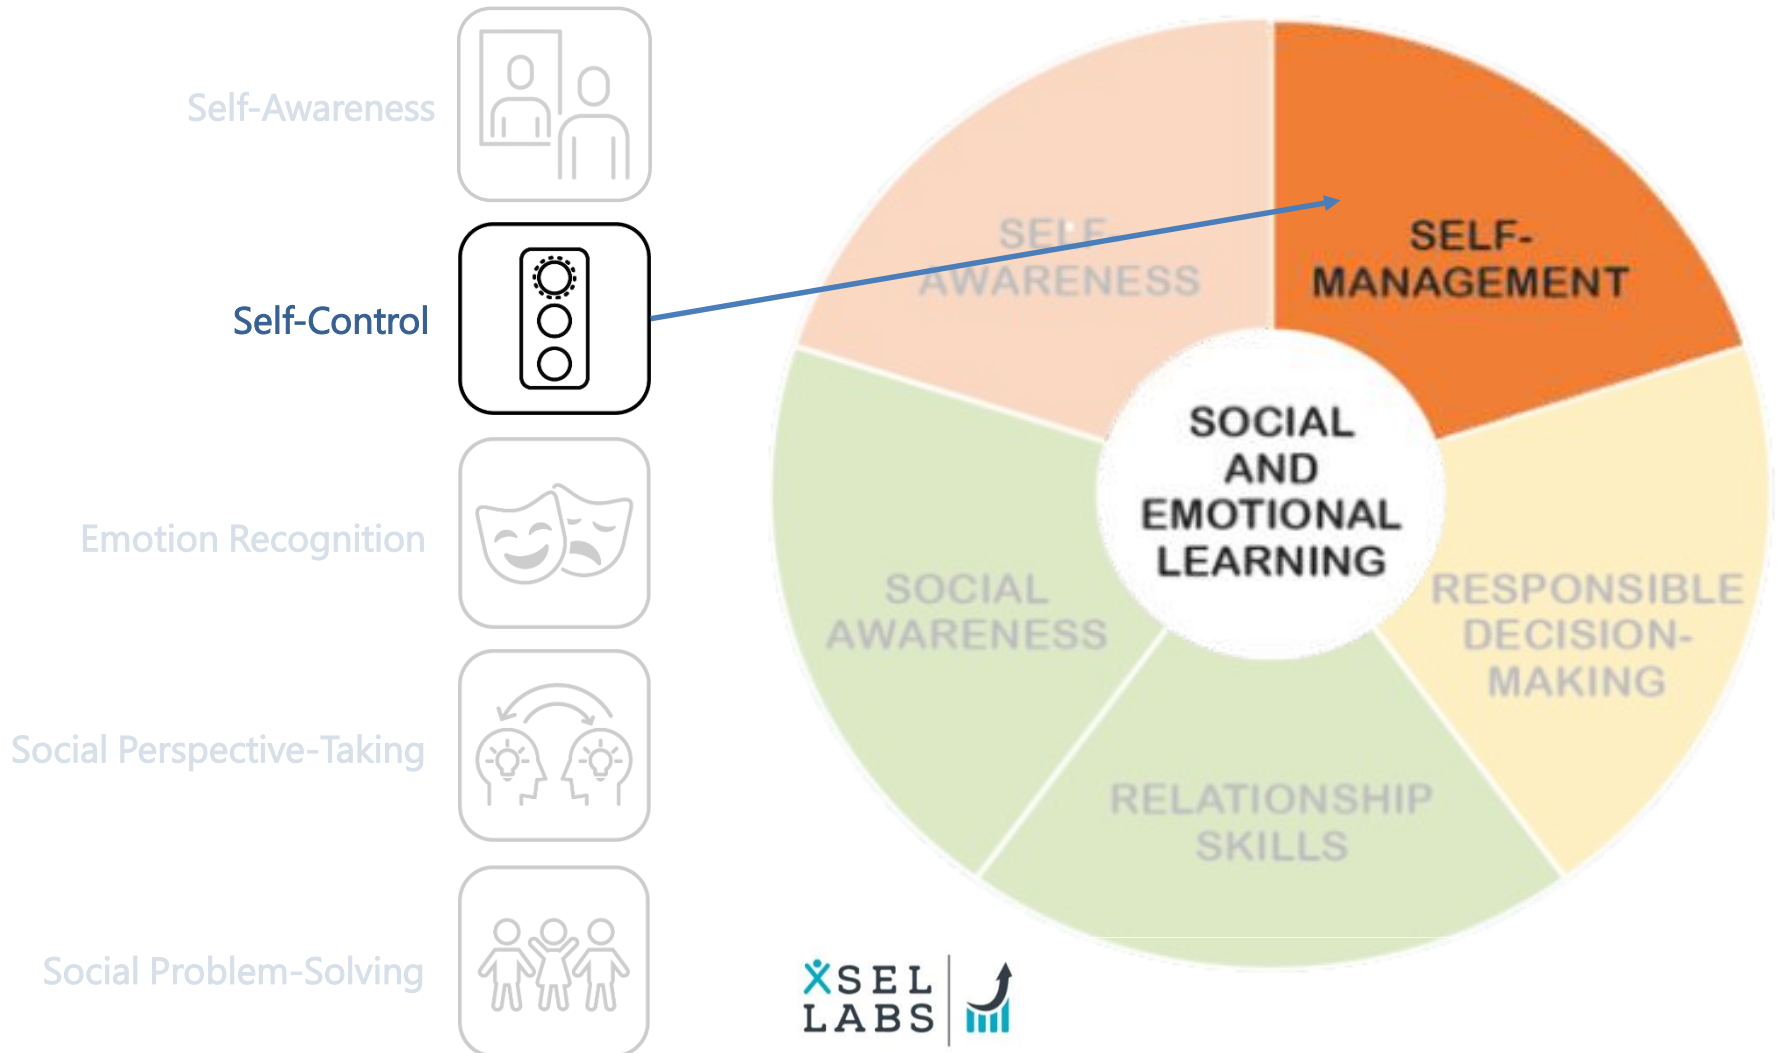 Self-Awareness
Self-Control
Emotion Recognition
Social Perspective-Taking
Social Problem-Solving
SELF-
AWARENESS
SELF-
MANAGEMENT
SOCIAL
AND
EMOTIONAL
LEARNING
SOCIAL
AWARENESS
RESPONSIBLE
DECISION-
MAKING
RELATIONSHIP
SKILLS
XSEL
LABS